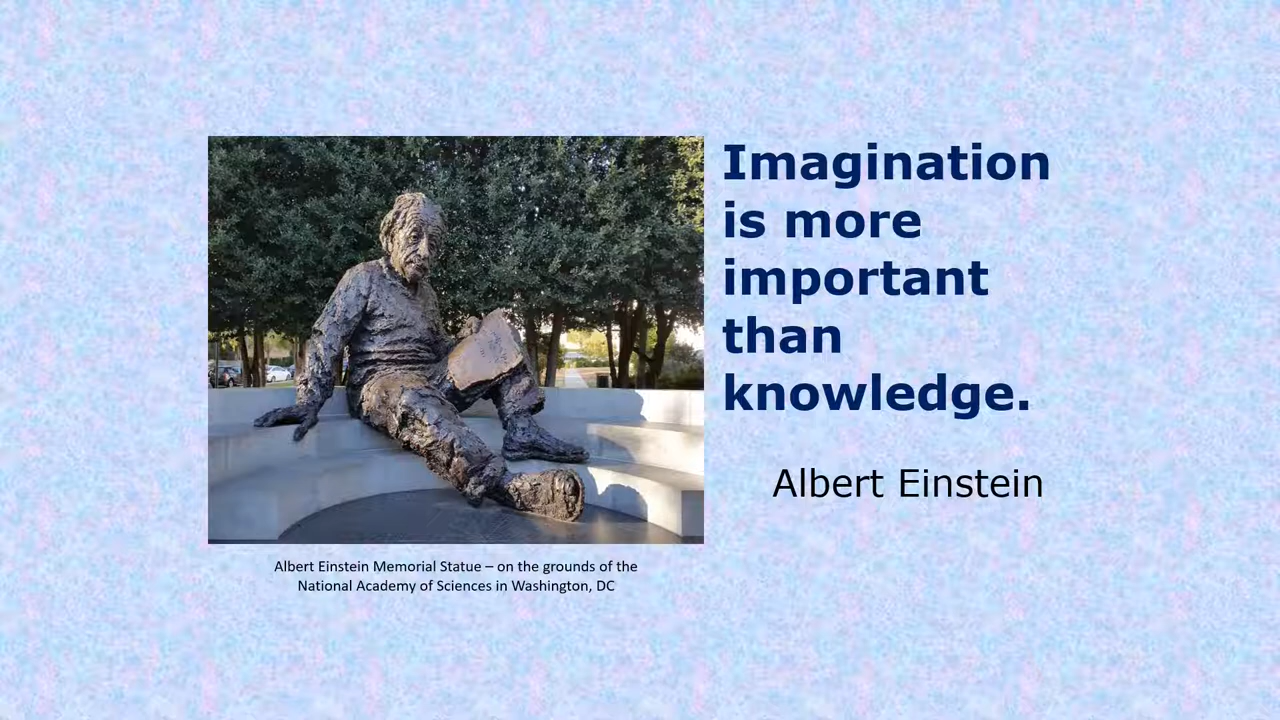 Imagination
is more
important
than
knowledge.
Albert Einstein
Albert Einstein Memorial Statue – on the grounds of the
National Academy of Sciences in Washington, DC